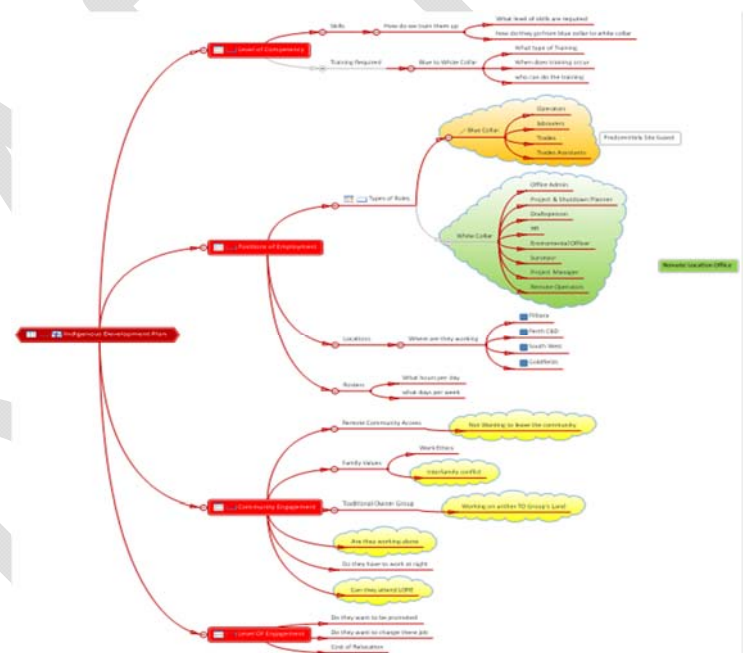 Level of Competency
Skills
How do we train them up
What level of skills are required
how do they go from blue collar to white collar
Training Required
Blue to White Collar
What type of Training
When does training occur
who can do the training
Positions of Employment
Types of Roles
Blue Collar
Operators
labourers
Trades
Trades Assistants
Predominately Site based
White Collar
Office Admin
Project & Shutdown Planner
Draftsperson
HR
Enviromental Officer
Surveyor
Project Manager
Remote Operators
Remote Location Office
Indigenous Development Plan
Locations
Where are they working
Pilbara
Perth CBD
South West
Goldfields
Rosters
What hours per day
what days per week
Community Engagement
Remote Community Access
Not Wanting to leave the community
Family Values
Work Ethics
Interfamily conflict
Traditional Owner Group
Working on anther TO Group's Land
Are they working alone
Do they have to work at night
Can they attend LORE
Of Engagement
Do they want to be promoted
Do they want to change there job
Cost of Relocation